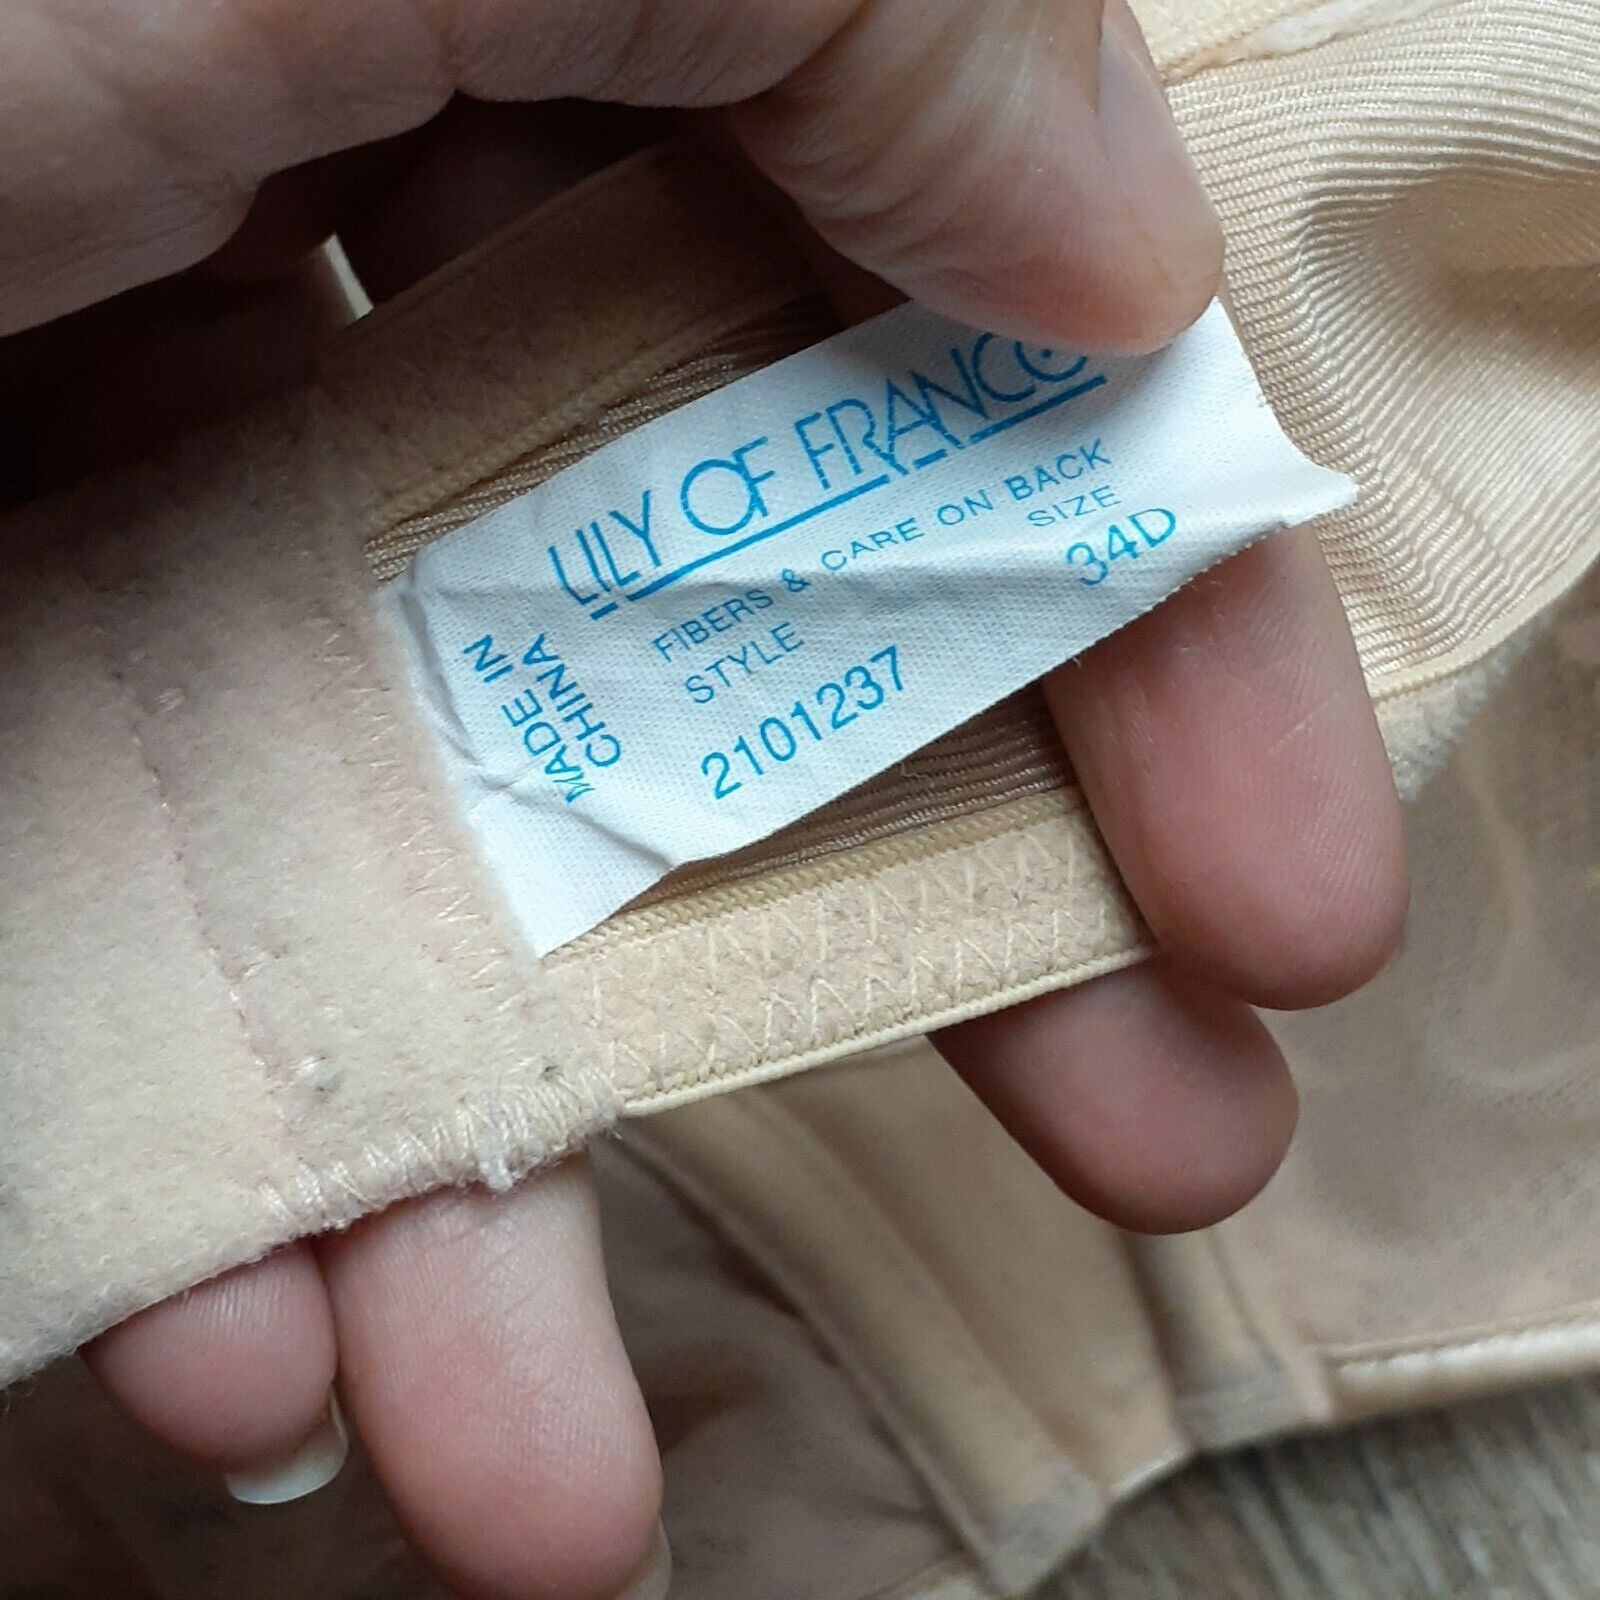 LILY OF FRANCE
FIBERS & CARE ON BACK
STYLE SIZE
2101237 34D
MADE IN
CHINA